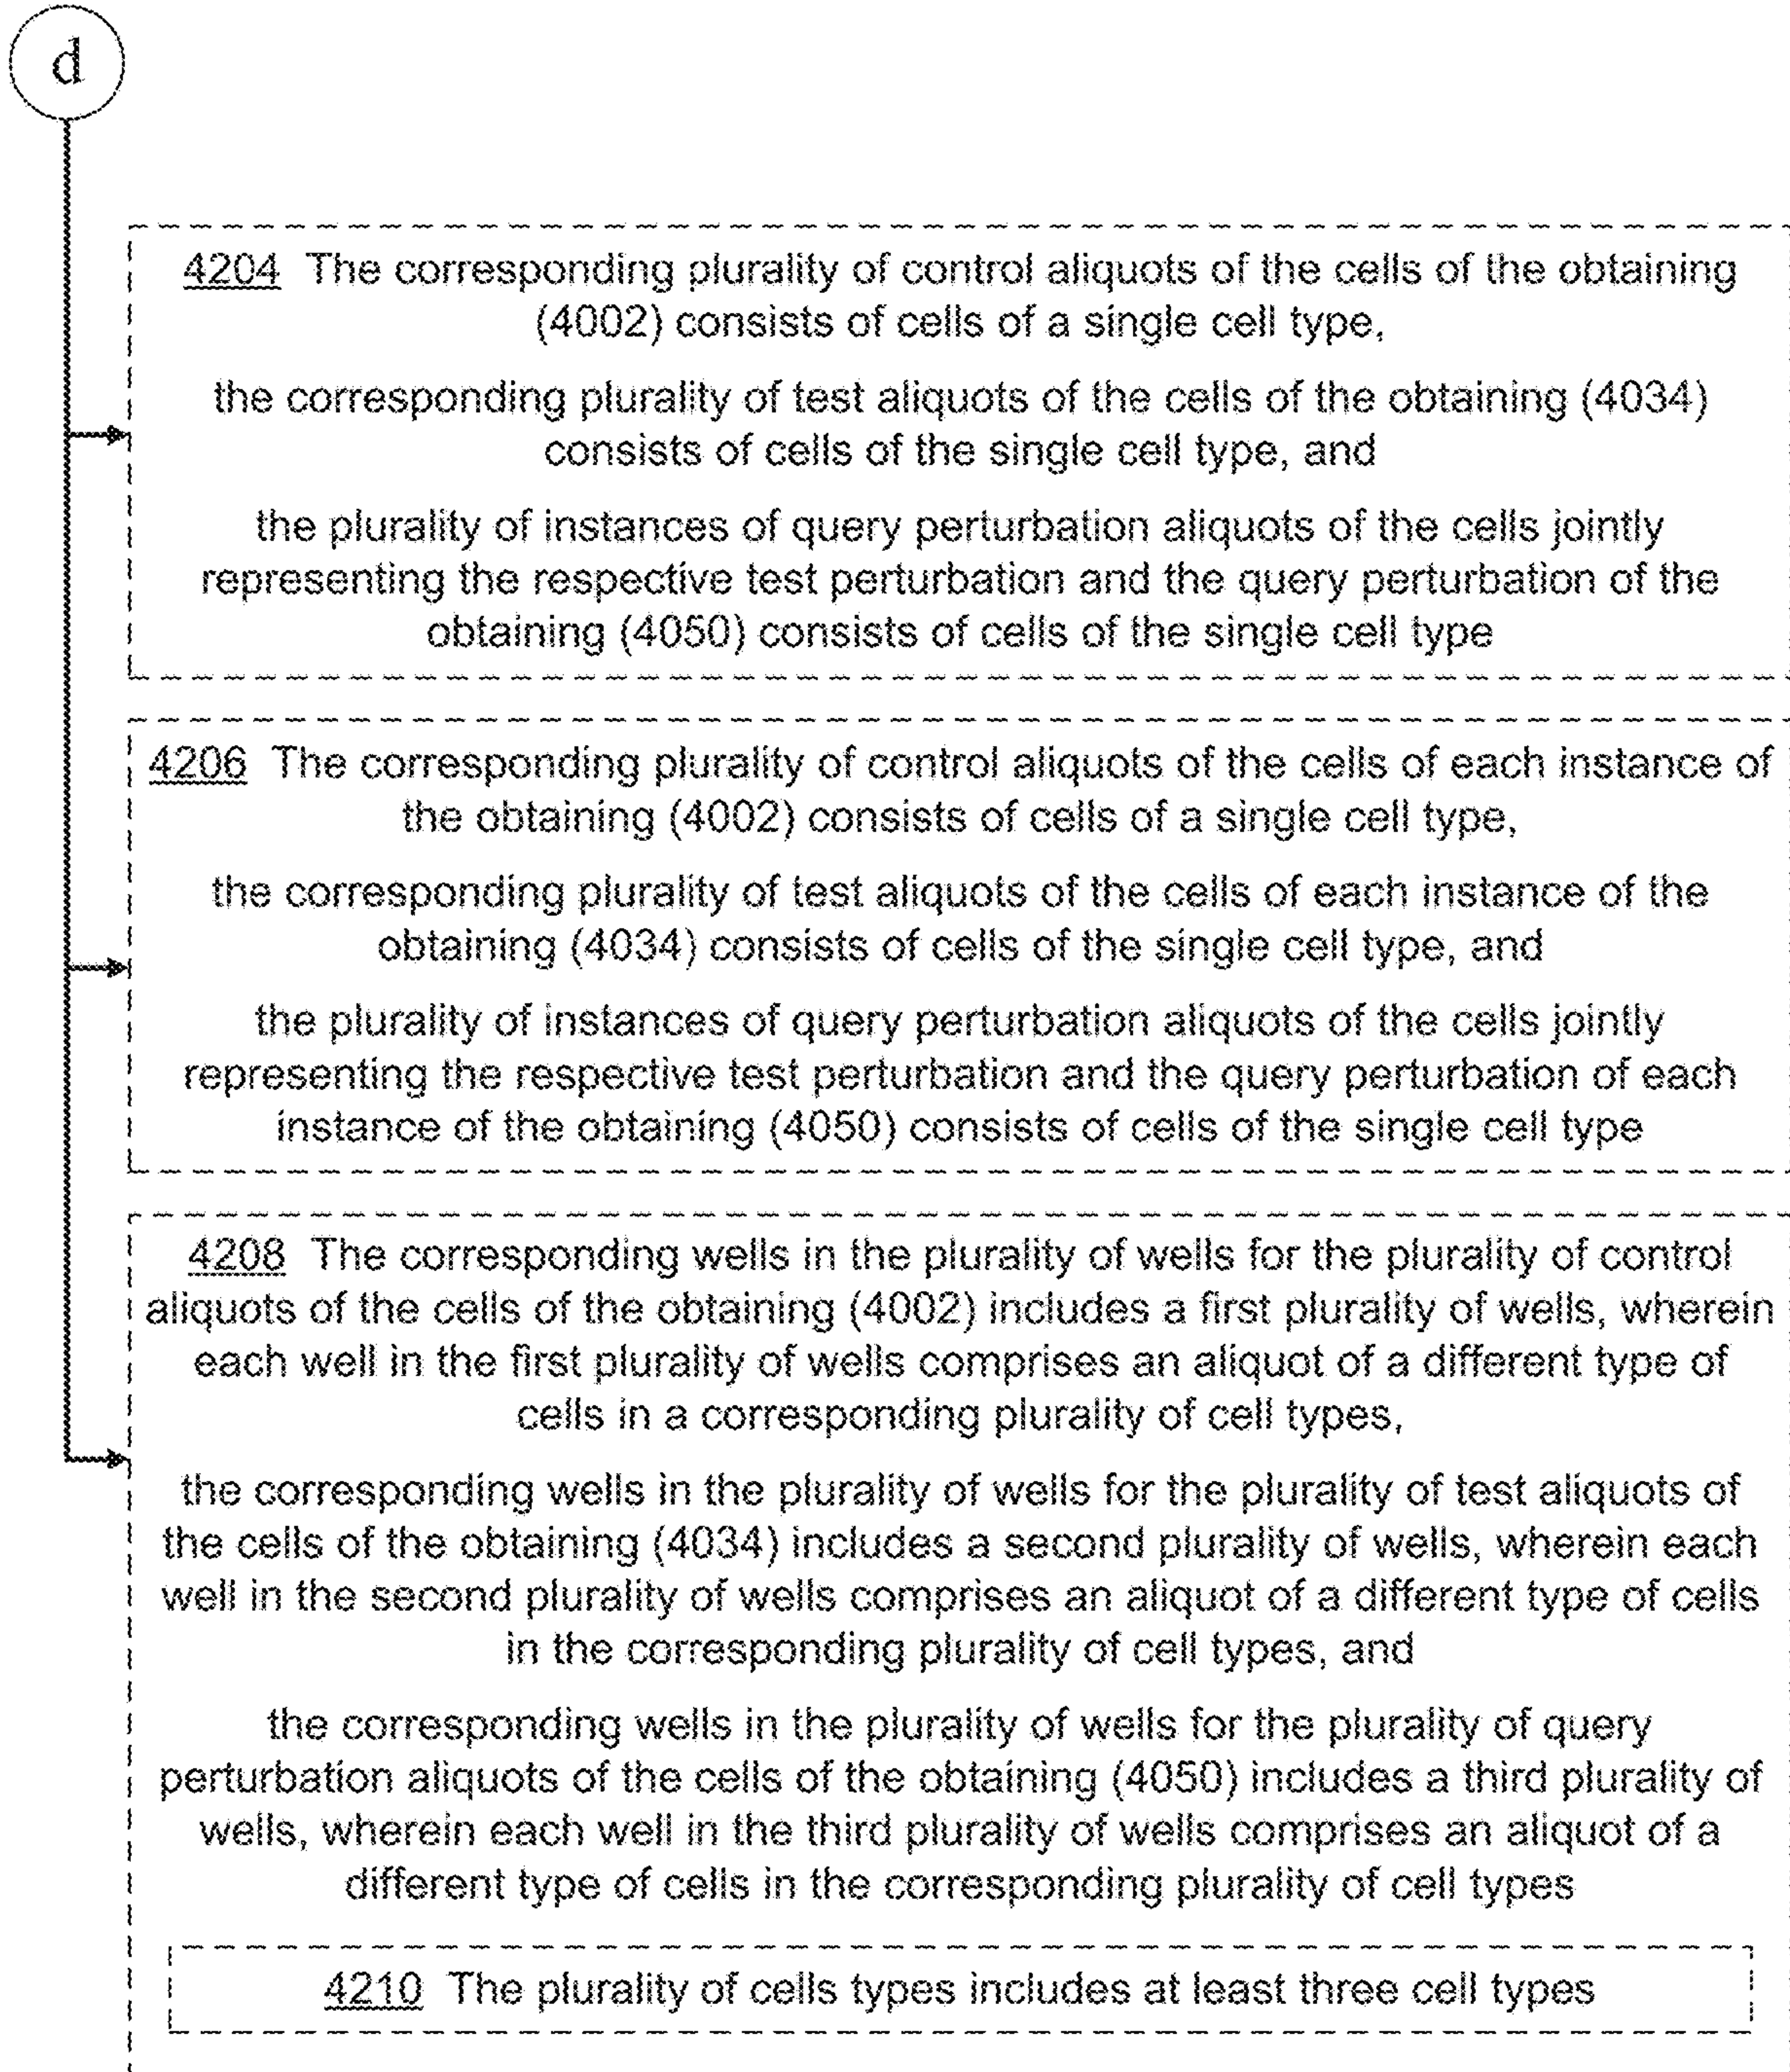 d
4204 The corresponding plurality of control aliquots of the cells of the obtaining
(4002) consists of cells of a single cell type,
the corresponding plurality of test aliquots of the cells of the obtaining (4034)
consists of cells of the single cell type, and
the plurality of instances of query perturbation aliquots of the cells jointly
representing the respective test perturbation and the query perturbation of the
obtaining (4050) consists of cells of the single cell type
4206 The corresponding plurality of control aliquots of the cells of each instance of
the obtaining (4002) consists of cells of a single cell type,
the corresponding plurality of test aliquots of the cells of each instance of the
obtaining (4034) consists of cells of the single cell type, and
the plurality of instances of query perturbation aliquots of the cells jointly
representing the respective test perturbation and the query perturbation of each
instance of the obtaining (4050) consists of cells of the single cell type
4208 The corresponding wells in the plurality of wells for the plurality of control
aliquots of the cells of the obtaining (4002) includes a first plurality of wells, wherein
each well in the first plurality of wells comprises an aliquot of a different type of
cells in a corresponding plurality of cell types,
the corresponding wells in the plurality of wells for the plurality of test aliquots of
the cells of the obtaining (4034) includes a second plurality of wells, wherein each
well in the second plurality of wells comprises an aliquot of a different type of cells
in the corresponding plurality of cell types, and
the corresponding wells in the plurality of wells for the plurality of query
perturbation aliquots of the cells of the obtaining (4050) includes a third plurality of
wells, wherein each well in the third plurality of wells comprises an aliquot of a
different type of cells in the corresponding plurality of cell types
4210 The plurality of cells types includes at least three cell types